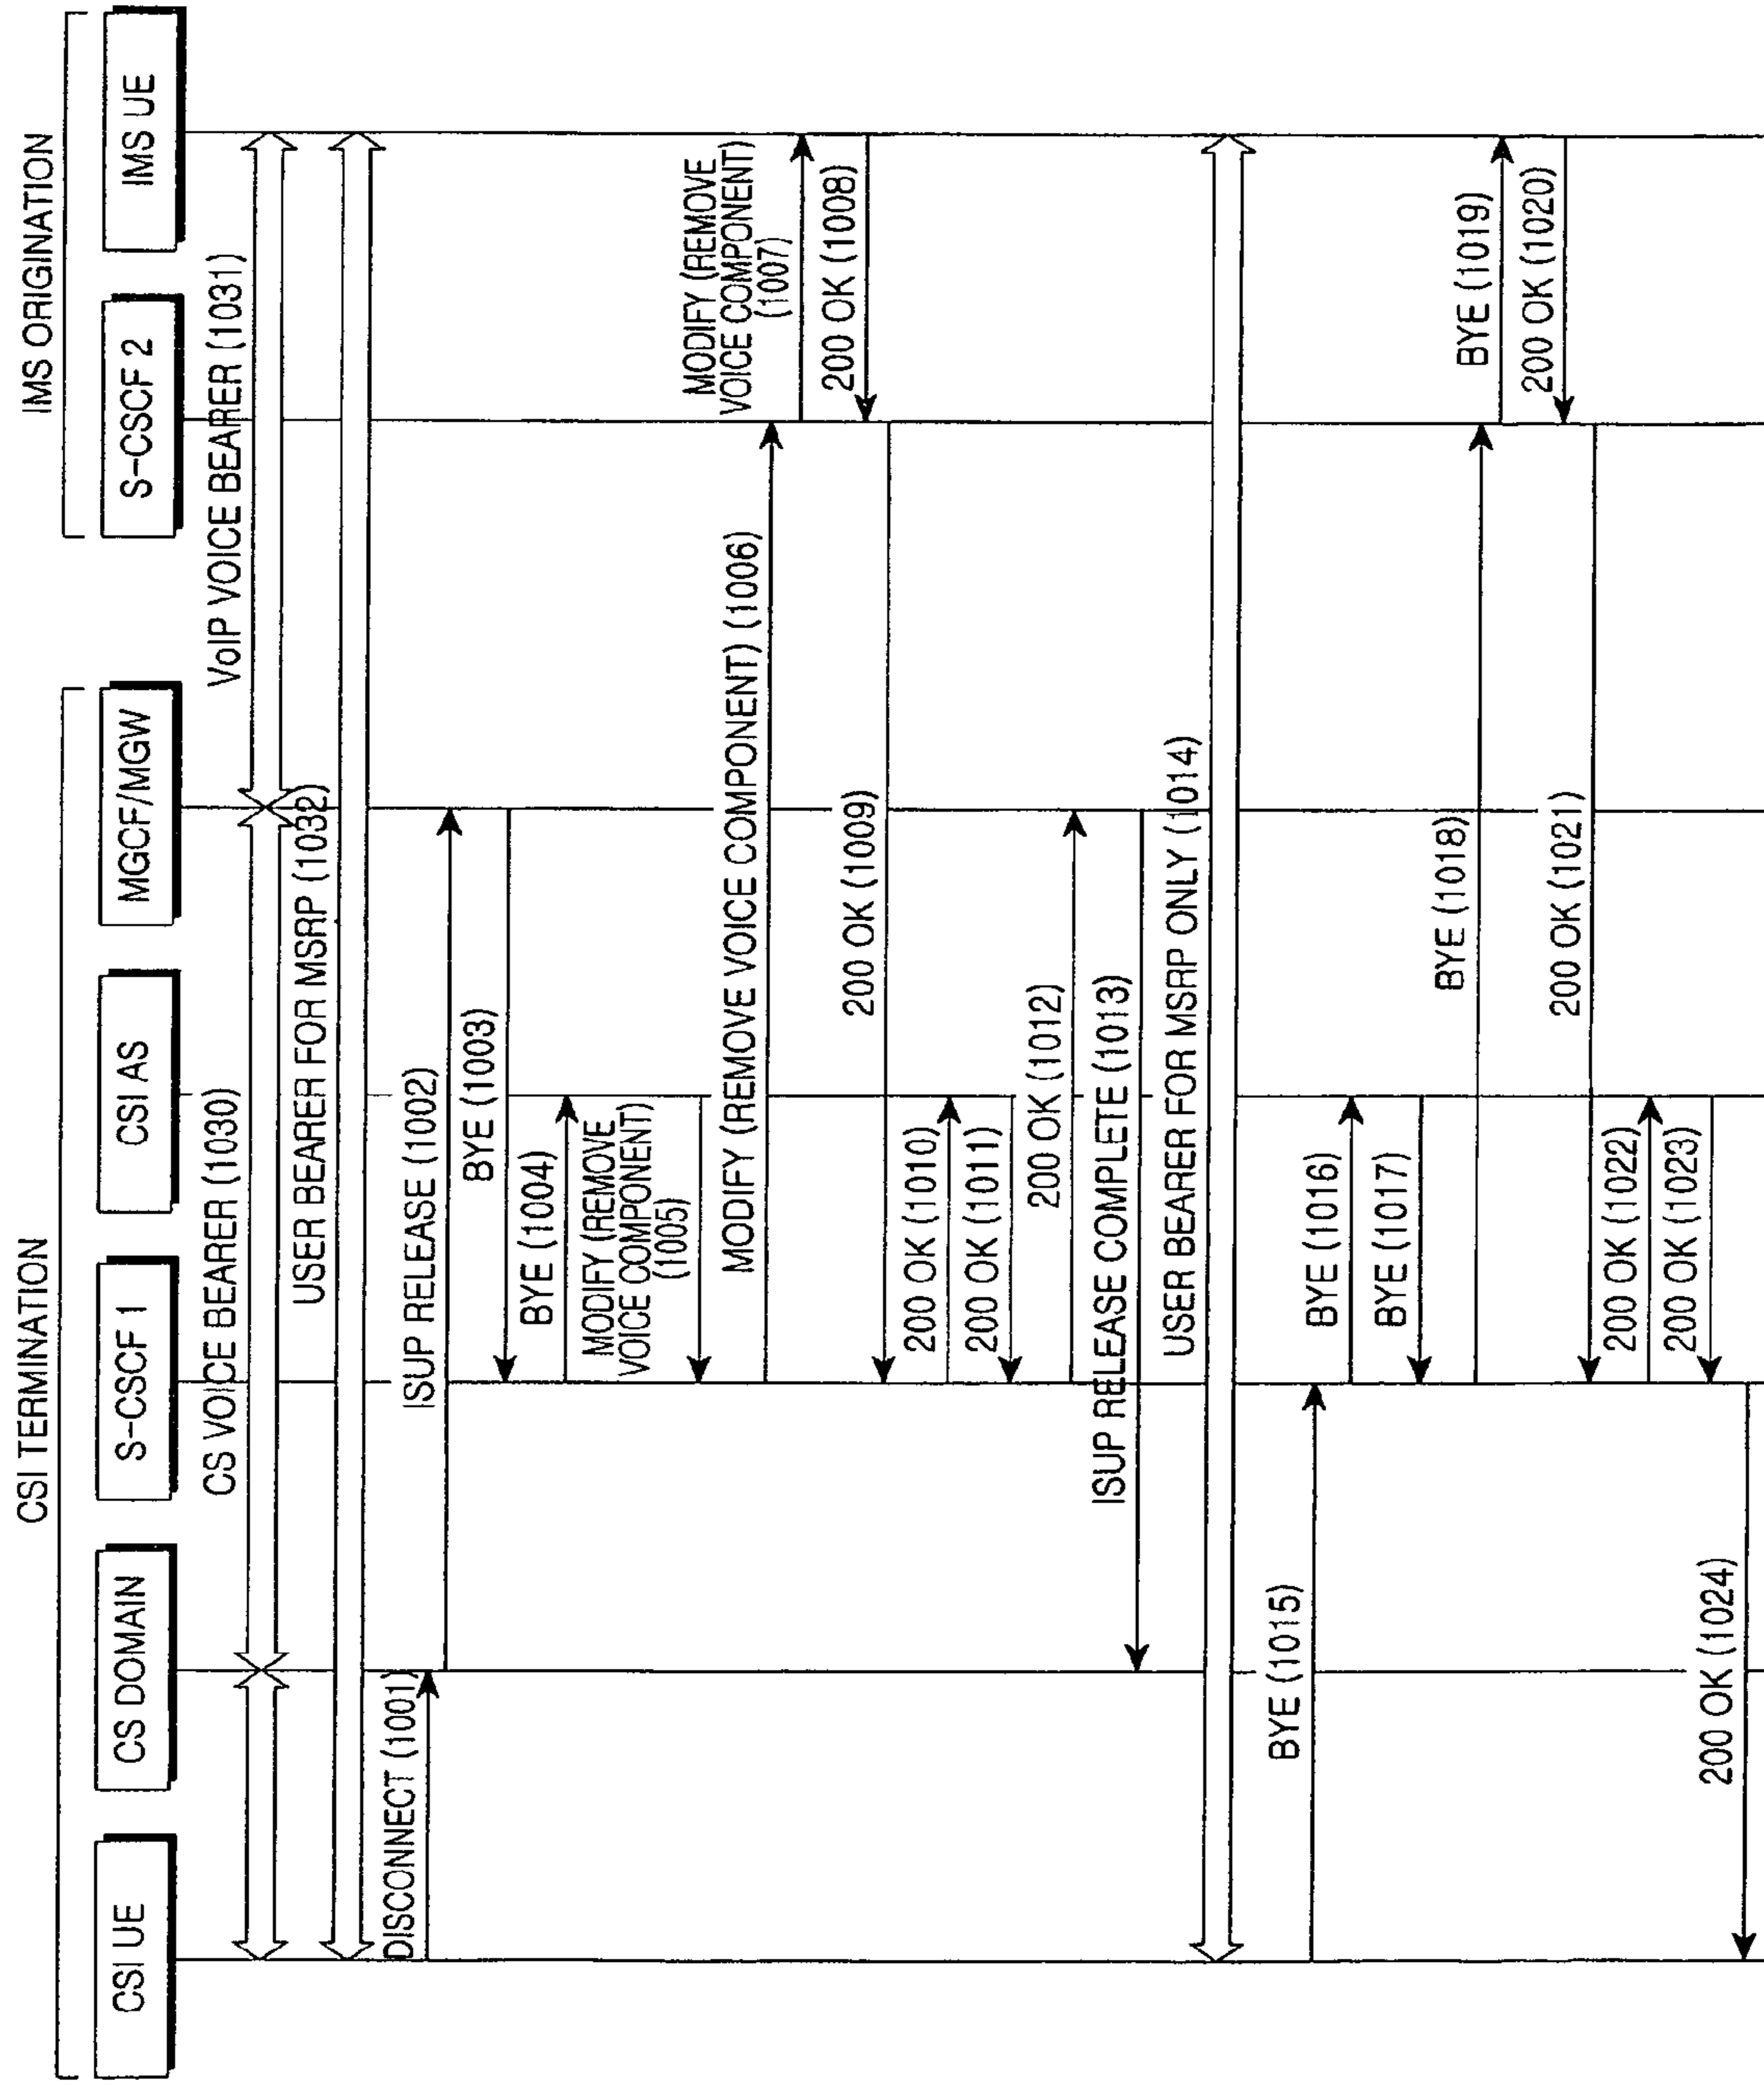 CSI TERMINATION
IMS ORIGINATION
CSI UE
CS DOMAIN
S-CSCF 1
CSI AS
MGCF/MGW
S-CSCF 2
IMS UE
CS VOICE BEARER (1030)
VoIP VOICE BEARER (1031)
USER BEARER FOR MSRP (1032)
DISCONNECT (1001)
ISUP RELEASE (1002)
BYE (1003)
BYE (1004)
MODIFY (REMOVE
VOICE COMPONENT)
(1005)
MODIFY (REMOVE VOICE COMPONENT) (1006)
MODIFY (REMOVE
VOICE COMPONENT)
(1007)
200 OK (1008)
200 OK (1009)
200 OK (1010)
200 OK (1011)
200 OK (1012)
ISUP RELEASE COMPLETE (1013)
USER BEARER FOR MSRP ONLY (1014)
BYE (1015)
BYE (1016)
BYE (1017)
BYE (1018)
BYE (1019)
200 OK (1020)
200 OK (1021)
200 OK (1022)
200 OK (1023)
200 OK (1024)